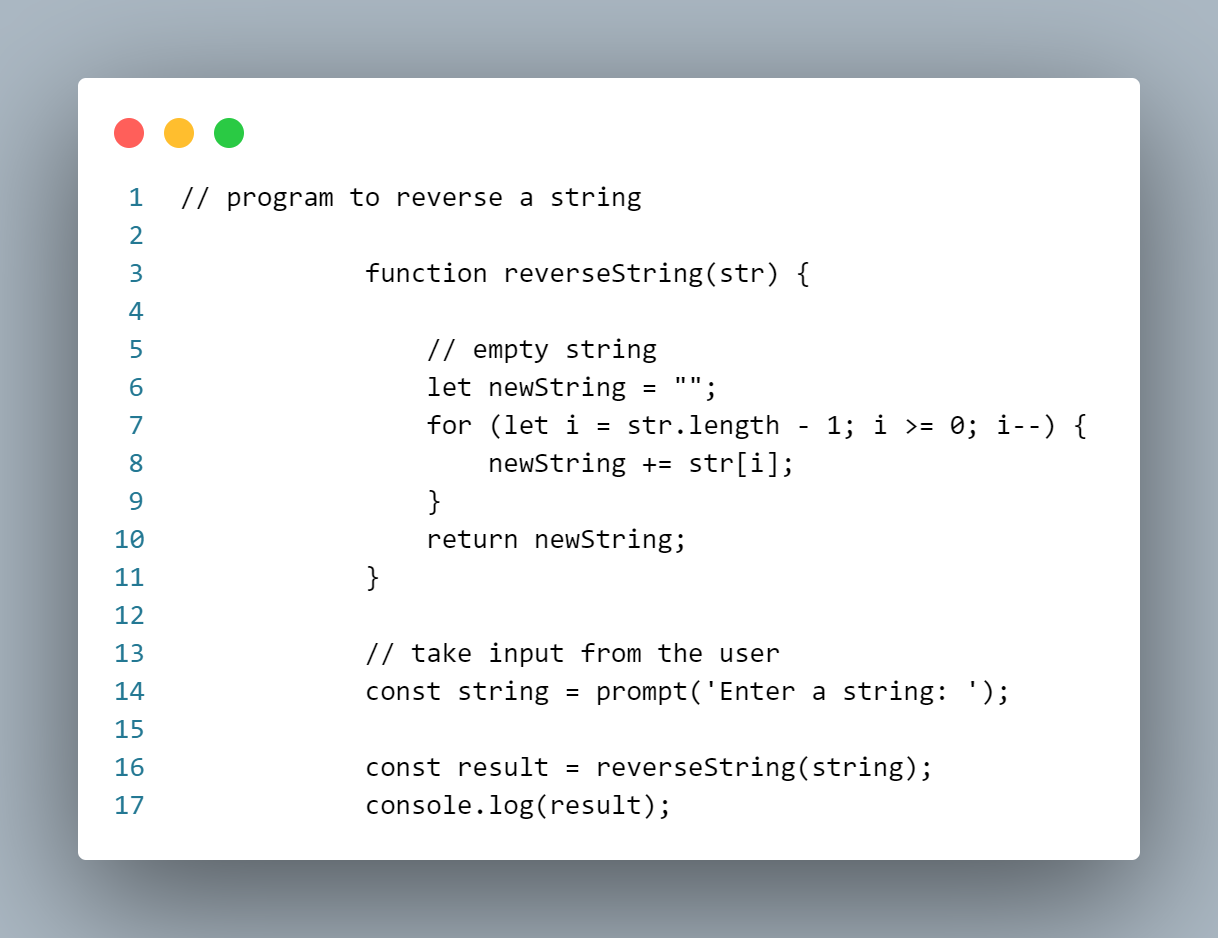 1 // program to reverse a string
2
3 function reverseString(str) {
4
5 // empty string
6 let newString = "";
7 for (let i = str.length - 1; i >= 0; i--) {
8 newString += str[i];
9 }
10 return newString;
11 }
12
13 // take input from the user
14 const string = prompt('Enter a string: ');
15
16 const result = reverseString(string);
17 console.log(result);